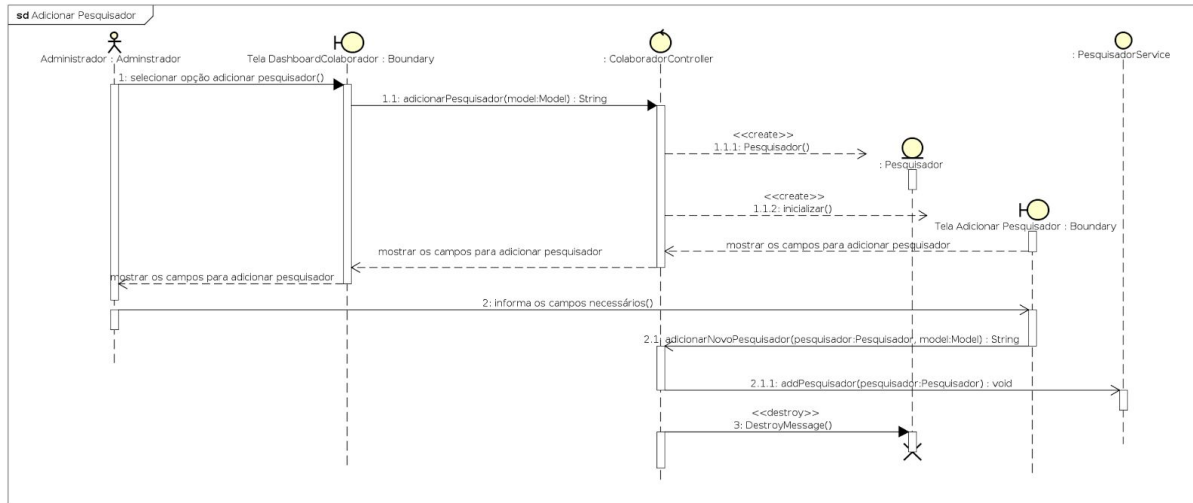 sd Adicionar Pesquisador
Administrador : Adminstrador
Tela DashboardColaborador : Boundary
: ColaboradorController
: PesquisadorService
1: selecionar opção adicionar pesquisador()
1.1: adicionarPesquisador(model:Model) : String
<<create>>
1.1.1: Pesquisador()
: Pesquisador
<<create>>
1.1.2: inicializar()
Tela Adicionar Pesquisador : Boundary
mostrar os campos para adicionar pesquisador
mostrar os campos para adicionar pesquisador
mostrar os campos para adicionar pesquisador
2: informa os campos necessários()
2.1: adicionarNovoPesquisador(pesquisador:Pesquisador, model:Model) : String
2.1.1: addPesquisador(pesquisador:Pesquisador) : void
<<destroy>>
3: DestroyMessage()